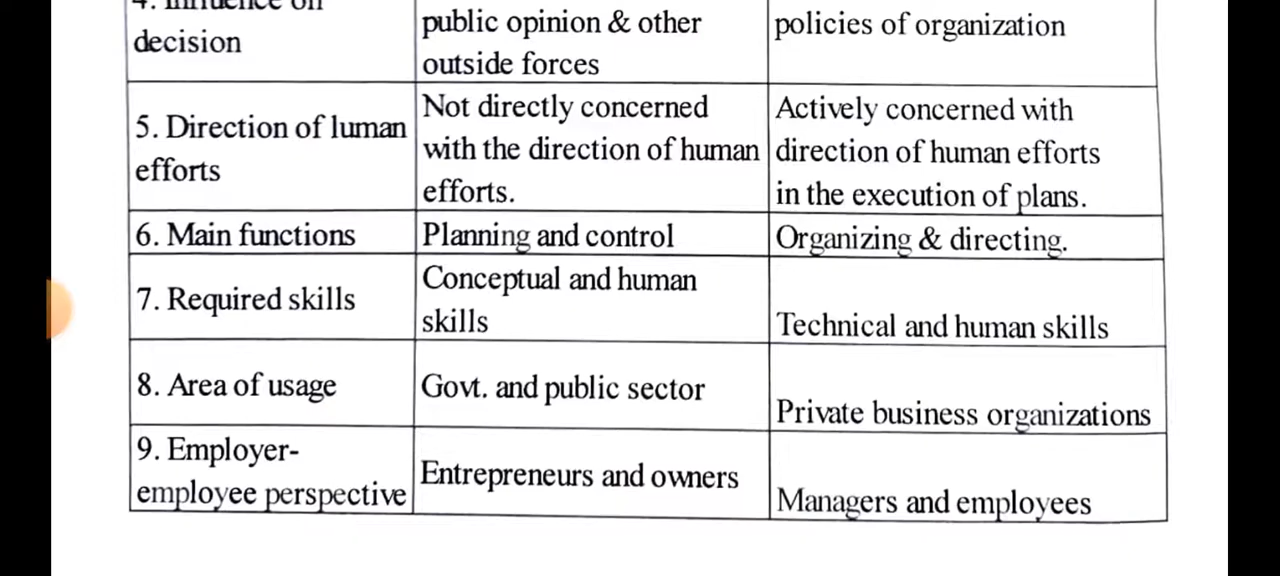 4. Influence on
decision
public opinion & other
outside forces
policies of organization
5. Direction of luman
efforts
Not directly concerned
with the direction of human
efforts.
Actively concerned with
direction of human efforts
in the execution of plans.
6. Main functions
Planning and control
Organizing & directing.
7. Required skills
Conceptual and human
skills
Technical and human skills
8. Area of usage
Govt. and public sector
Private business organizations
9. Employer-
employee perspective
Entrepreneurs and owners
Managers and employees